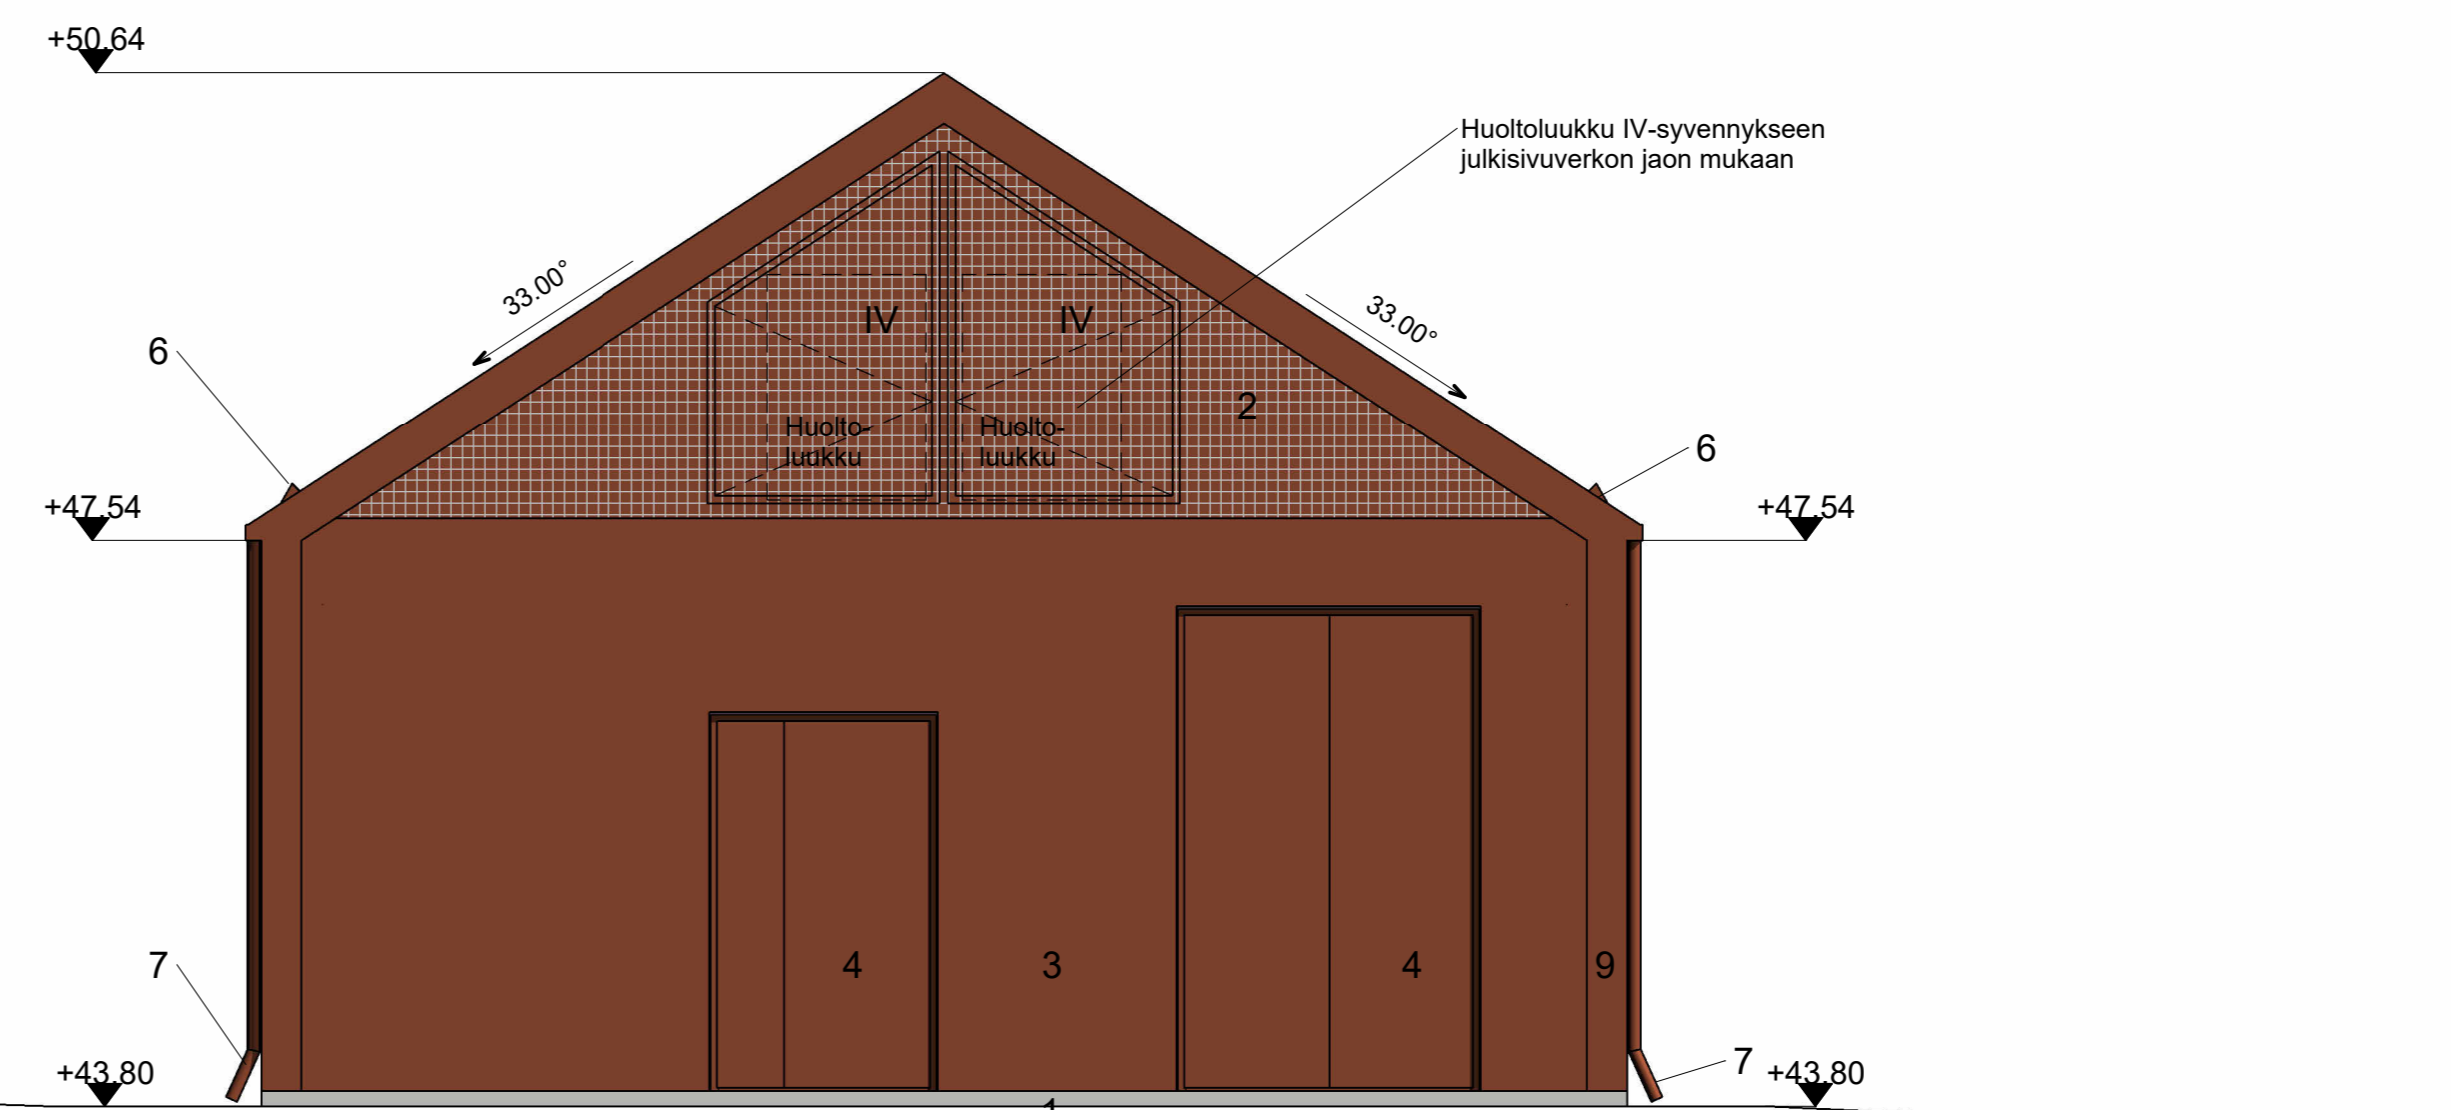 +50.64
Huoltoluukku IV-syvennykseen
julkisivuverkon jaon mukaan
33.00°
33.00°
IV
IV
6
2
Huolto-
luukku
Huolto-
luukku
6
+47.54
+47.54
7
4
3
4
9
7
+43.80
+43.80